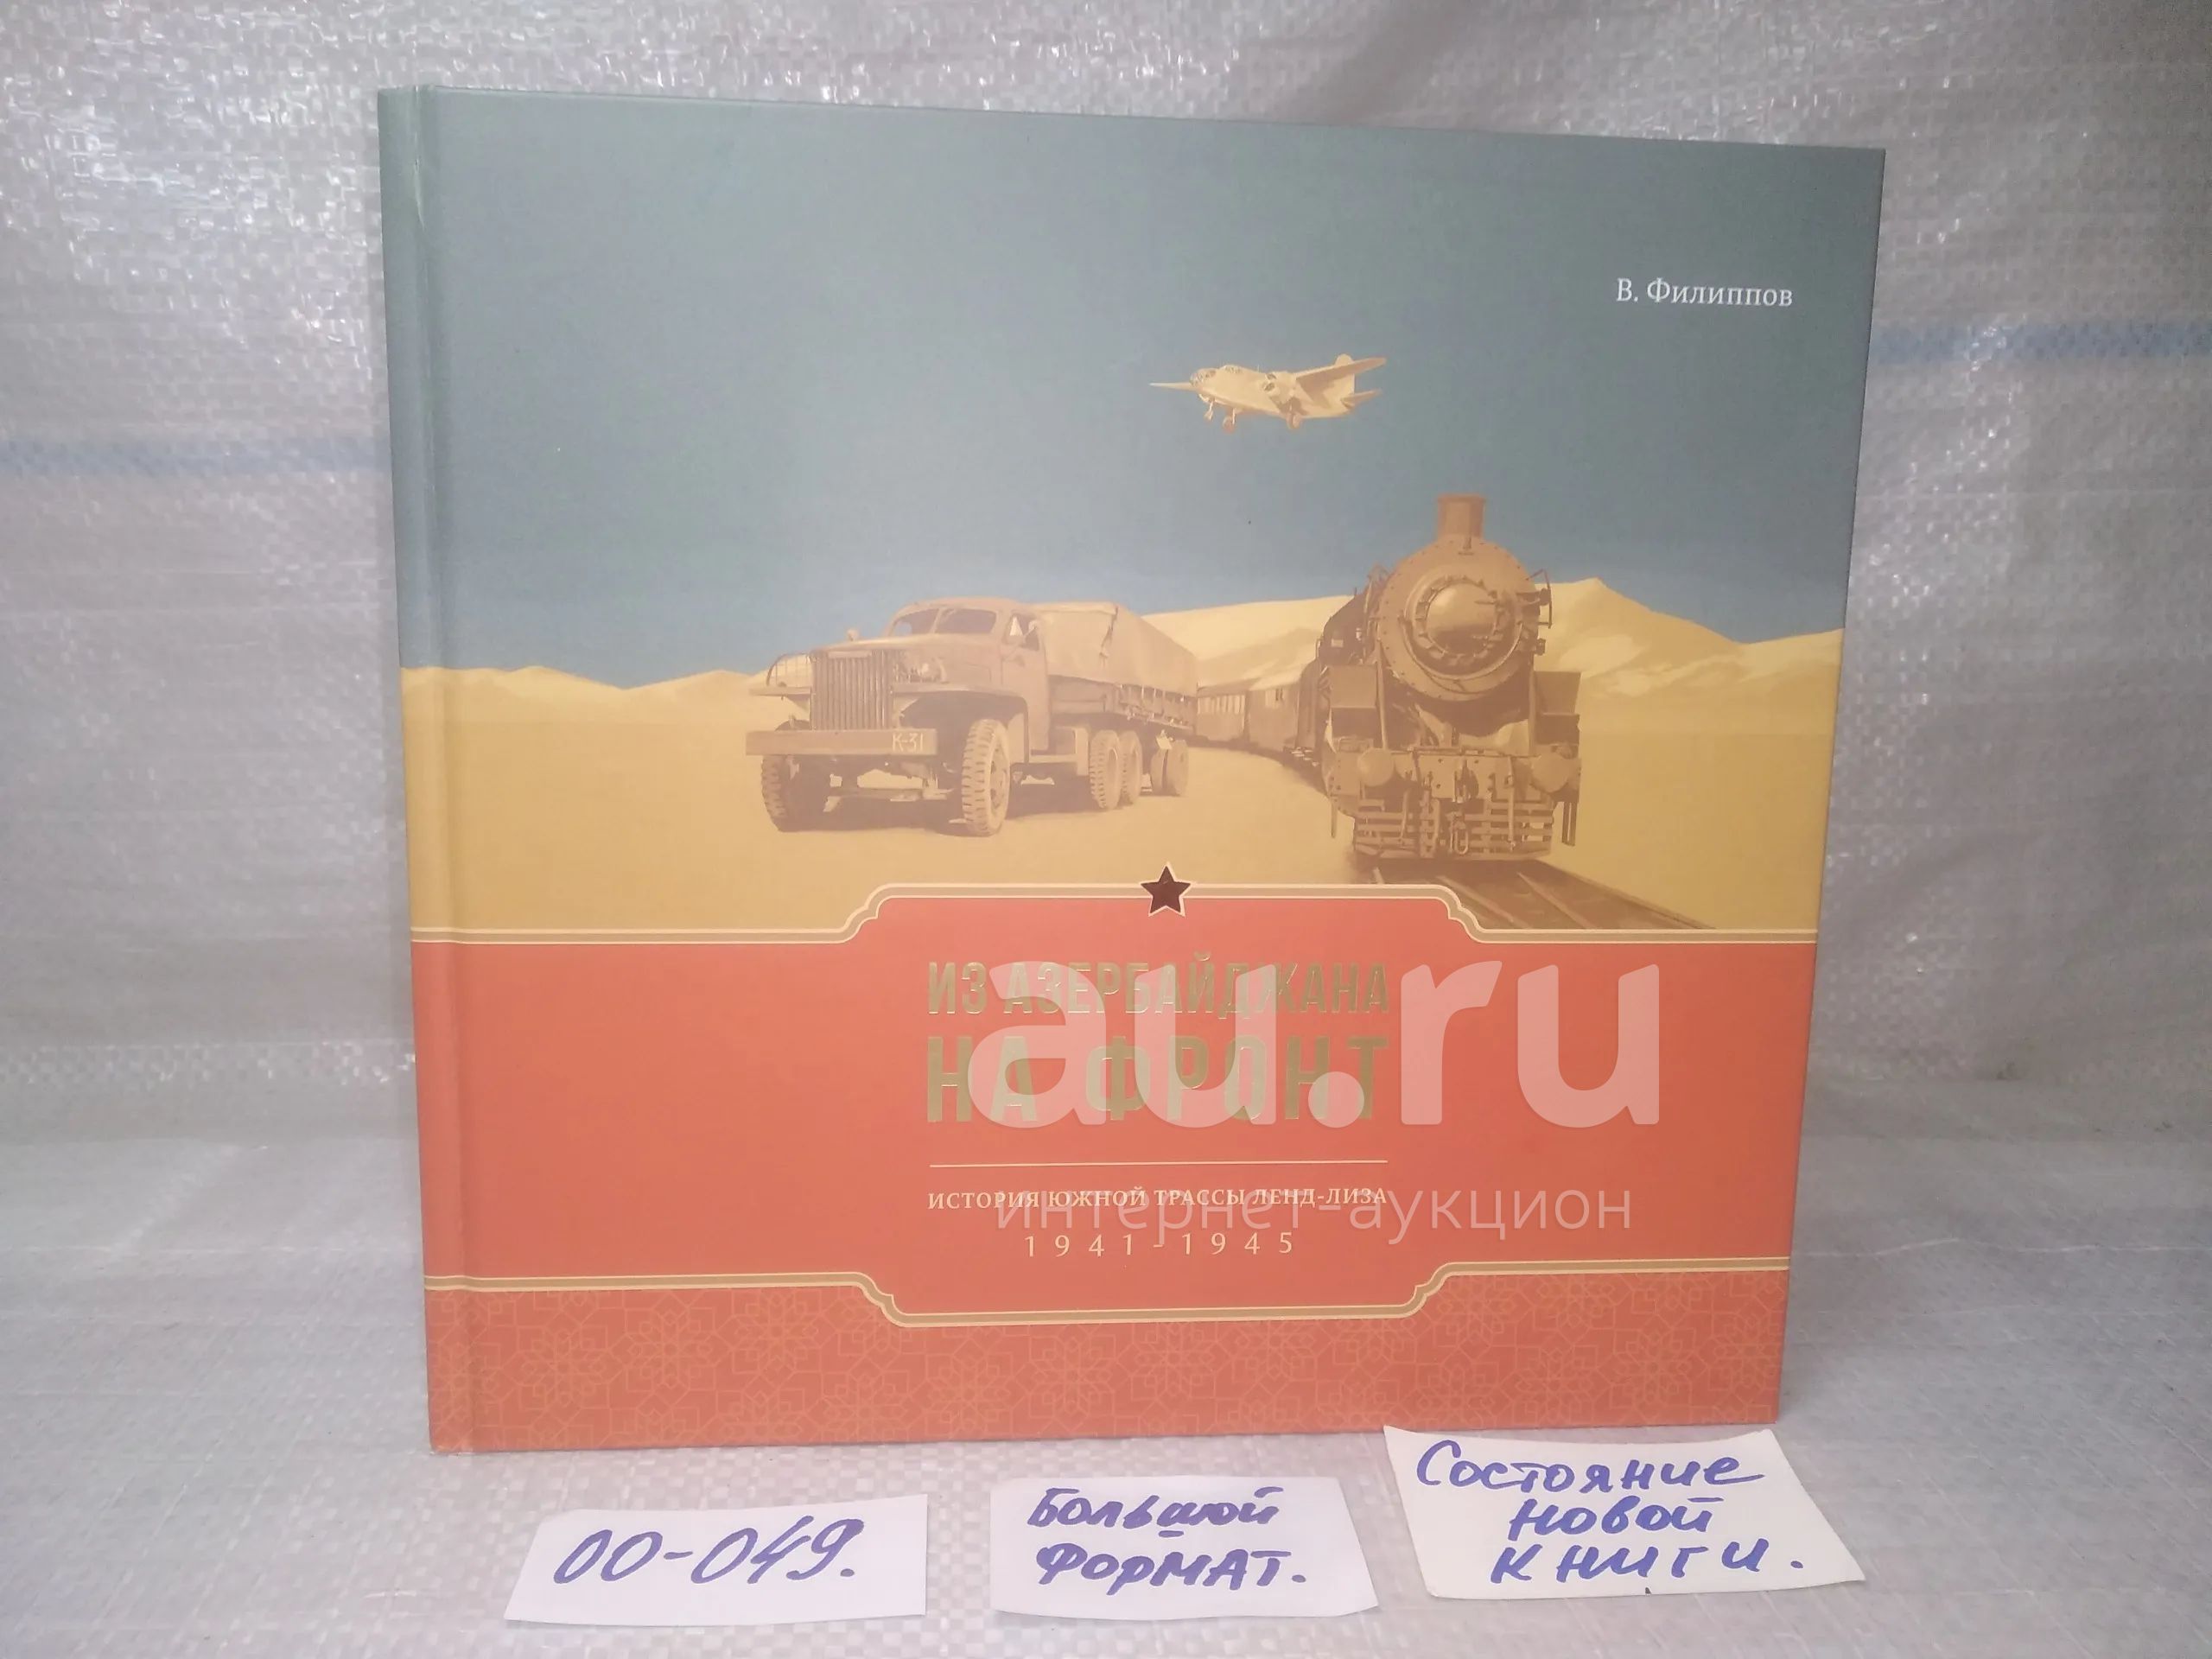 В. Филиппов
К-31
ИЗ АЗЕРБАЙДЖАНА
НА ФРОНТ
au.ru
ИСТОРИЯ ЮЖНОЙ ТРАССЫ ЛЕНД-ЛИЗА
интернет-аукцион
1941-1945
00-049.
Большой
формат.
Состояние
новой
книги.